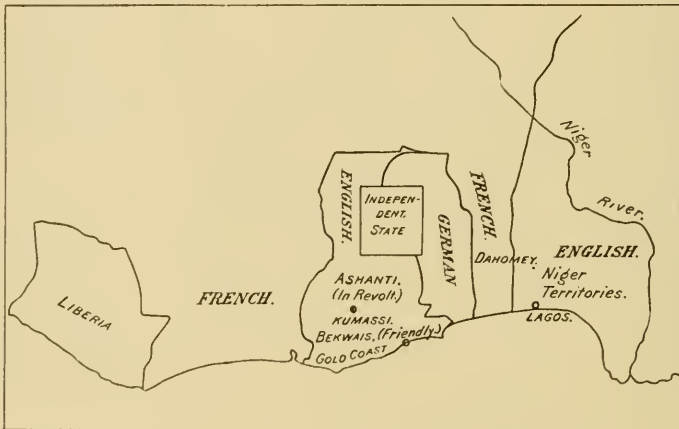 LIBERIA
FRENCH.
ENGLISH.
INDEPEN-
DENT.
STATE
GERMAN
FRENCH.
DAHOMEY.
ASHANTI.
(In Revolt.)
KUMASSI.
BEKWAIS. (Friendly.)
GOLD COAST
Niger
River.
ENGLISH.
Niger
Territories.
LAGOS.